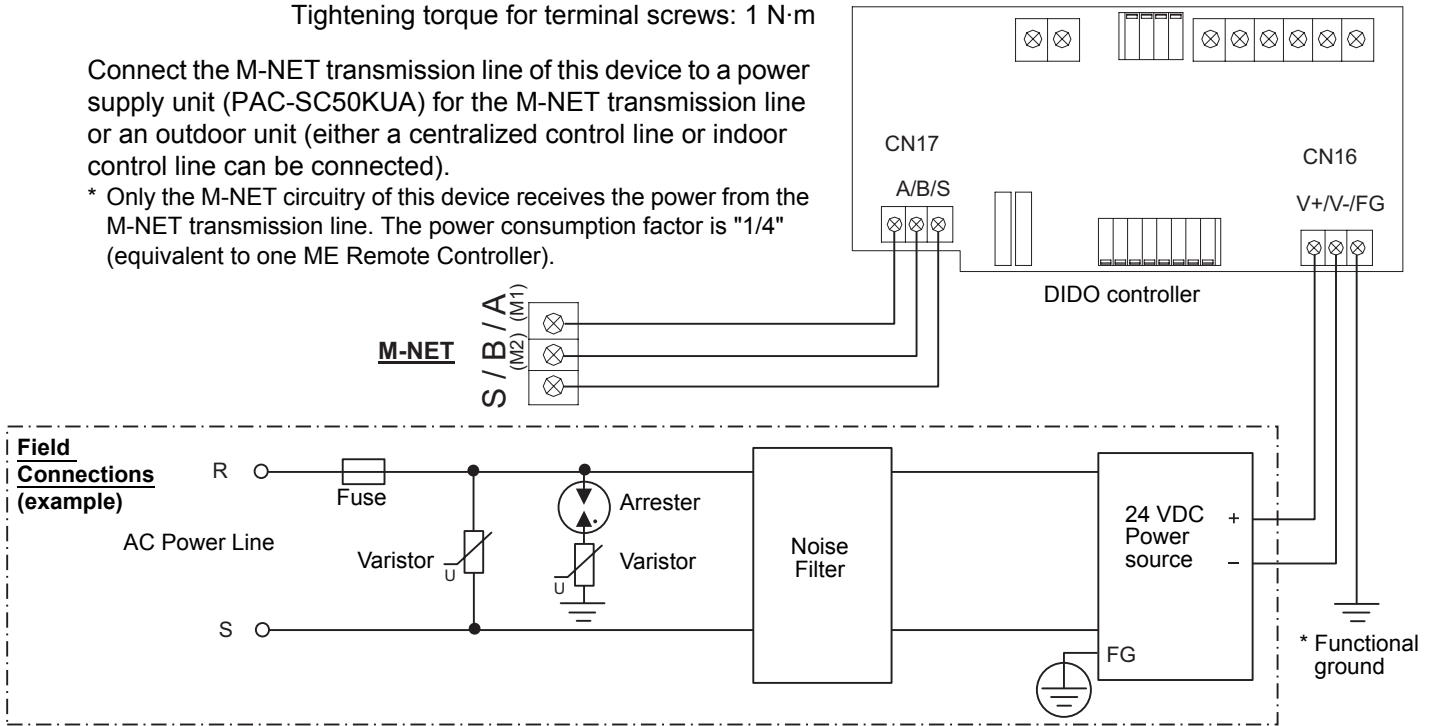 Tightening torque for terminal screws: 1 N·m
Connect the M-NET transmission line of this device to a power
supply unit (PAC-SC50KUA) for the M-NET transmission line
or an outdoor unit (either a centralized control line or indoor
control line can be connected).
* Only the M-NET circuitry of this device receives the power from the
M-NET transmission line. The power consumption factor is "1/4"
(equivalent to one ME Remote Controller).
CN17
A/B/S
CN16
V+/V-/FG
DIDO controller
M-NET
S / B / A
(M2) (M1)
Field
Connections
(example)
R
Fuse
AC Power Line
Varistor
U
Arrester
Varistor
U
S
Noise
Filter
24 VDC
Power
source
+
−
FG
* Functional
ground